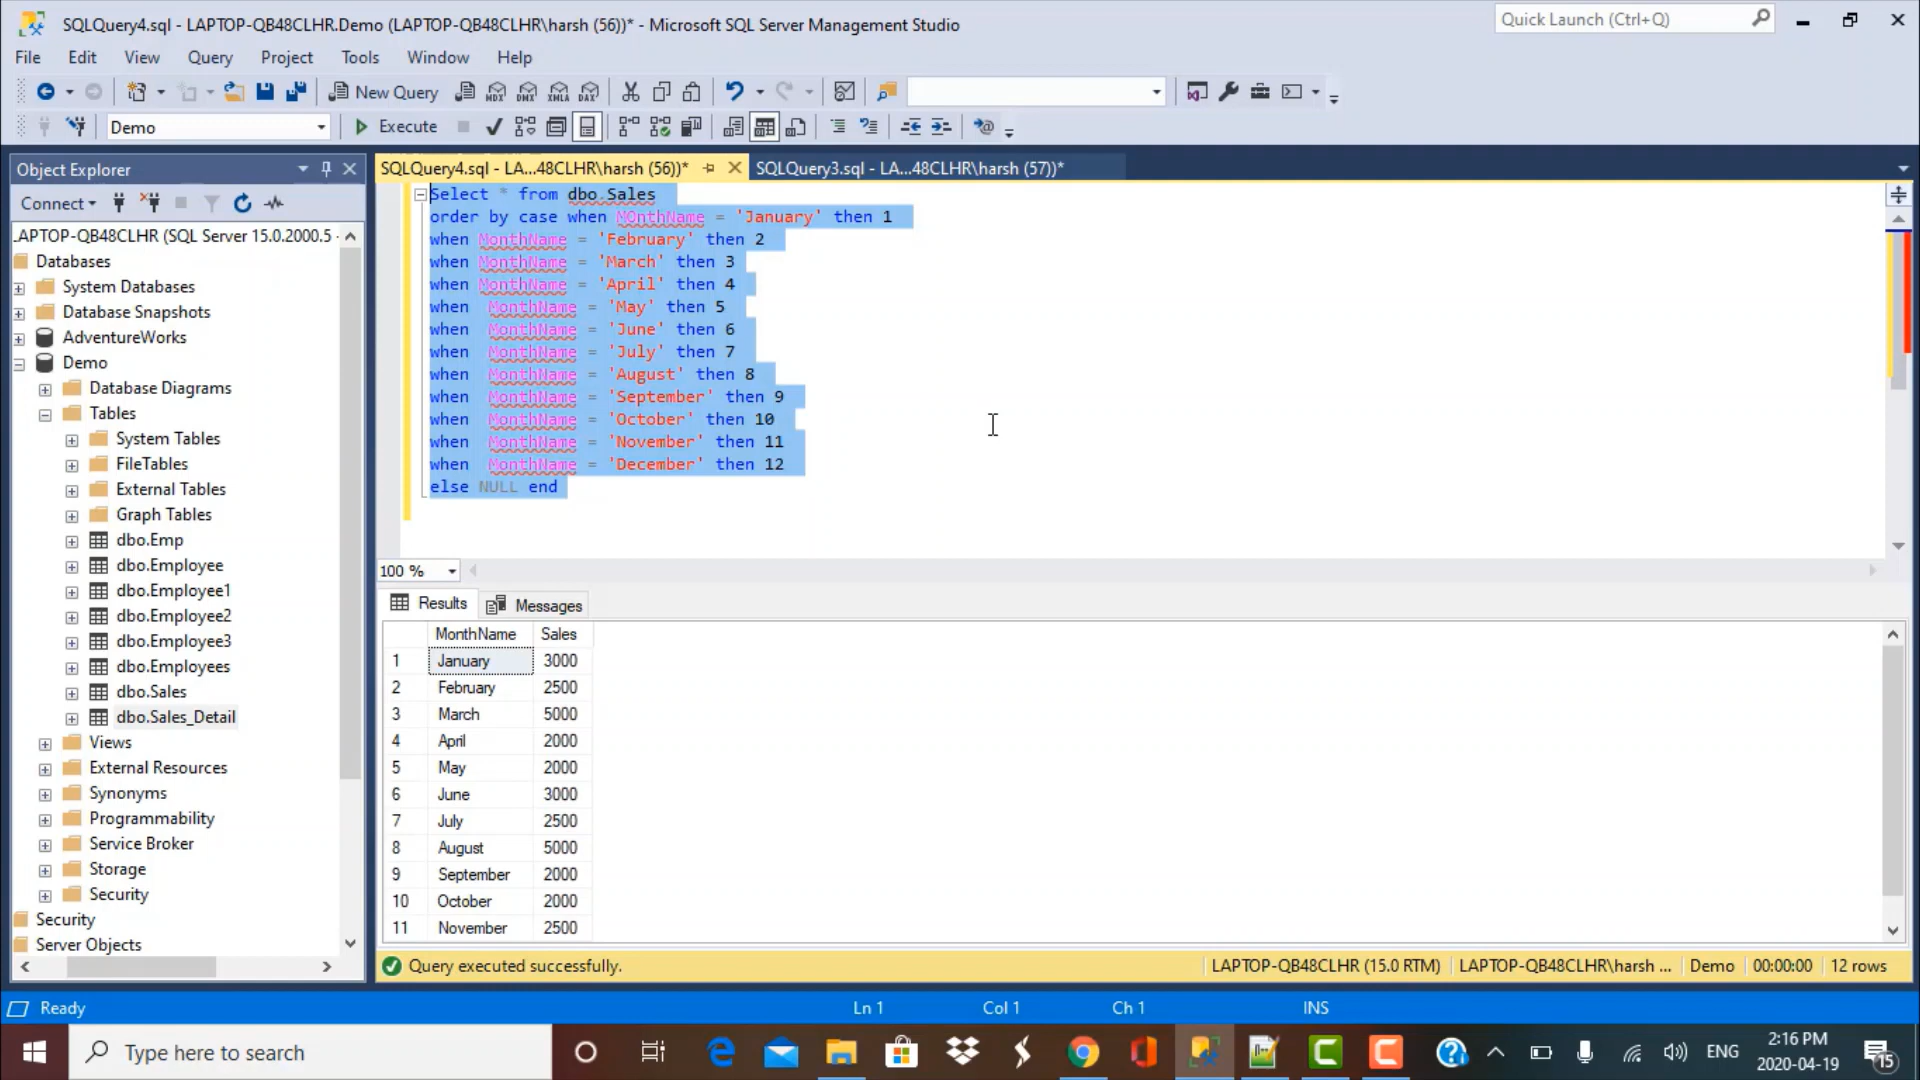 SQLQuery4.sql - LAPTOP-QB48CLHR.Demo (LAPTOP-QB48CLHR\harsh (56))* - Microsoft SQL Server Management Studio
Quick Launch (Ctrl+Q)
File Edit View Query Project Tools Window Help
New Query
MDX DMX XMLA DAX
Demo
Execute
Object Explorer
SQLQuery4.sql - LA...48CLHR\harsh (56))*
SQLQuery3.sql - LA...48CLHR\harsh (57))*
Connect
.APTOP-QB48CLHR (SQL Server 15.0.2000.5 -
Databases
System Databases
Database Snapshots
AdventureWorks
Demo
Database Diagrams
Tables
System Tables
FileTables
External Tables
Graph Tables
dbo.Emp
dbo.Employee
dbo.Employee1
dbo.Employee2
dbo.Employee3
dbo.Employees
dbo.Sales
dbo.Sales_Detail
Views
External Resources
Synonyms
Programmability
Service Broker
Storage
Security
Security
Server Objects
Select * from dbo.Sales
order by case when MOnthName = 'January' then 1
when MonthName = 'February' then 2
when MonthName = 'March' then 3
when MonthName = 'April' then 4
when MonthName = 'May' then 5
when MonthName = 'June' then 6
when MonthName = 'July' then 7
when MonthName = 'August' then 8
when MonthName = 'September' then 9
when MonthName = 'October' then 10
when MonthName = 'November' then 11
when MonthName = 'December' then 12
else NULL end
100 %
Results Messages
MonthName Sales
1 January 3000
2 February 2500
3 March 5000
4 April 2000
5 May 2000
6 June 3000
7 July 2500
8 August 5000
9 September 2000
10 October 2000
11 November 2500
Query executed successfully.
LAPTOP-QB48CLHR (15.0 RTM) LAPTOP-QB48CLHR\harsh ... Demo 00:00:00 12 rows
Ready Ln 1 Col 1 Ch 1 INS
Type here to search
ENG
2:16 PM
2020-04-19
15